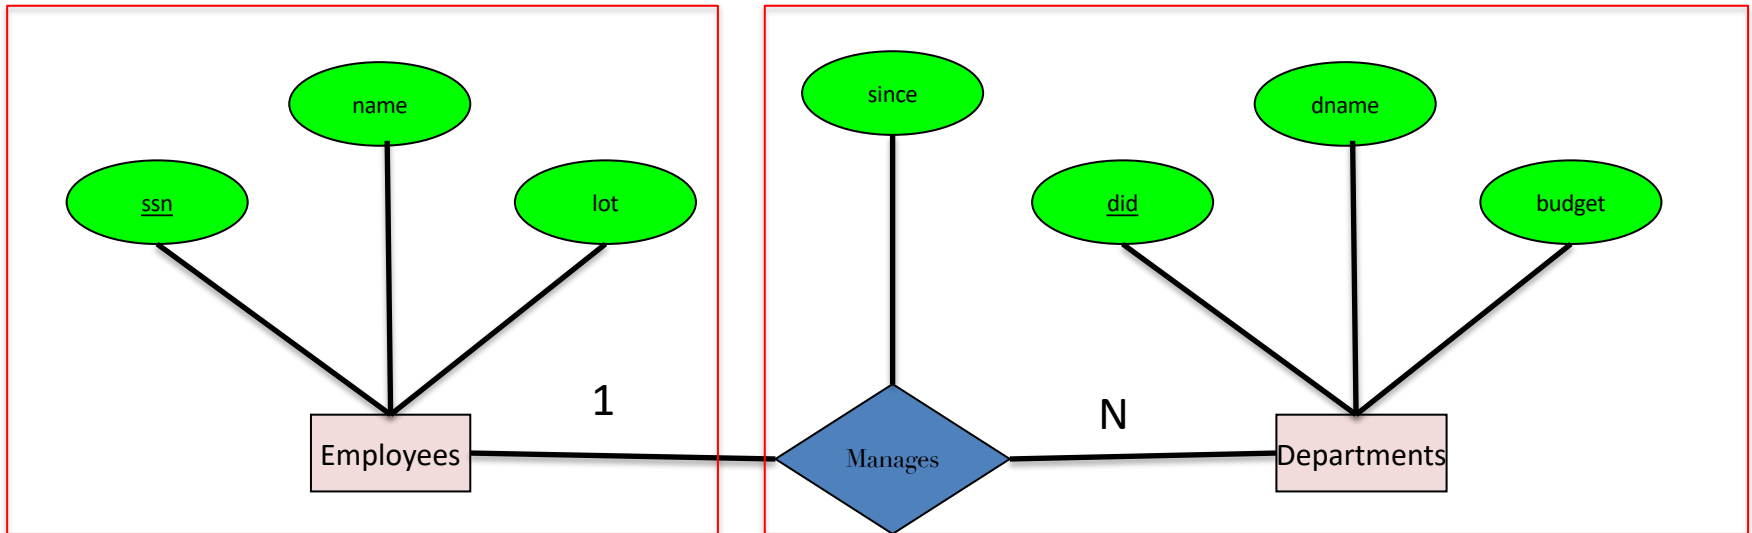 name
since
dname
ssn
lot
did
budget
1
N
Employees
Manages
Departments